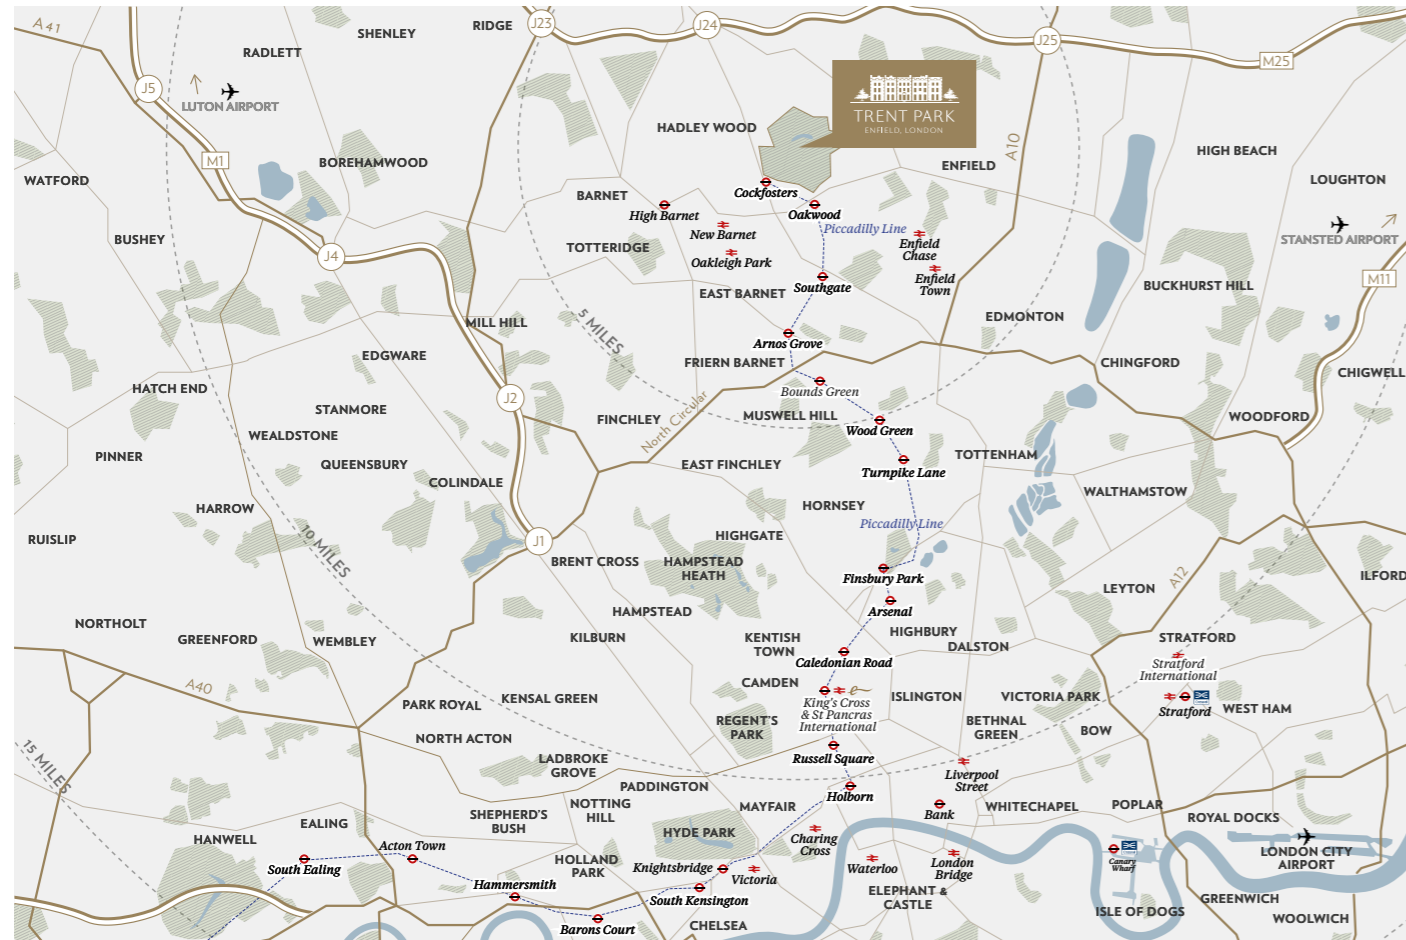 A41
SHENLEY
RIDGE
J23
J24
J25
M25
RADLETT
J5
LUTON AIRPORT
TRENT PARK
ENFIELD, LONDON
HADLEY WOOD
A10
M1
BOREHAMWOOD
ENFIELD
HIGH BEACH
WATFORD
LOUGHTON
BARNET
Cockfosters
High Barnet
Oakwood
New Barnet
Piccadilly Line
Enfield
Chase
BUSHEY
STANSTED AIRPORT
J4
TOTTERIDGE
Oakleigh Park
Enfield
Town
Southgate
EAST BARNET
BUCKHURST HILL
M11
MILL HILL
5 MILES
EDMONTON
Arnos Grove
EDGWARE
FRIERN BARNET
CHINGFORD
CHIGWELL
HATCH END
J2
Bounds Green
STANMORE
FINCHLEY
North Circular
MUSWELL HILL
Wood Green
WOODFORD
WEALDSTONE
PINNER
QUEENSBURY
EAST FINCHLEY
Turnpike Lane
TOTTENHAM
COLINDALE
WALTHAMSTOW
HARROW
HORNSEY
Piccadilly Line
RUISLIP
10 MILES
J1
HIGHGATE
BRENT CROSS
HAMPSTEAD
HEATH
Finsbury Park
A12
ILFORD
LEYTON
HAMPSTEAD
Arsenal
NORTHOLT
GREENFORD
WEMBLEY
KILBURN
KENTISH
TOWN
HIGHBURY
DALSTON
STRATFORD
Caledonian Road
Stratford
International
A40
CAMDEN
PARK ROYAL
KENSAL GREEN
King's Cross
& St Pancras
International
ISLINGTON
VICTORIA PARK
Stratford
WEST HAM
REGENT'S
PARK
BETHNAL
GREEN
BOW
NORTH ACTON
15 MILES
LADBROKE
GROVE
Russell Square
Liverpool
Street
PADDINGTON
Holborn
NOTTING
HILL
MAYFAIR
Bank
WHITECHAPEL
POPLAR
SHEPHERD'S
BUSH
ROYAL DOCKS
EALING
HANWELL
HYDE PARK
Charing
Cross
Acton Town
HOLLAND
PARK
Knightsbridge
Victoria
Waterloo
London
Bridge
Canary
Wharf
LONDON CITY
AIRPORT
South Ealing
Hammersmith
South Kensington
ELEPHANT &
CASTLE
ISLE OF DOGS
GREENWICH
Barons Court
CHELSEA
WOOLWICH